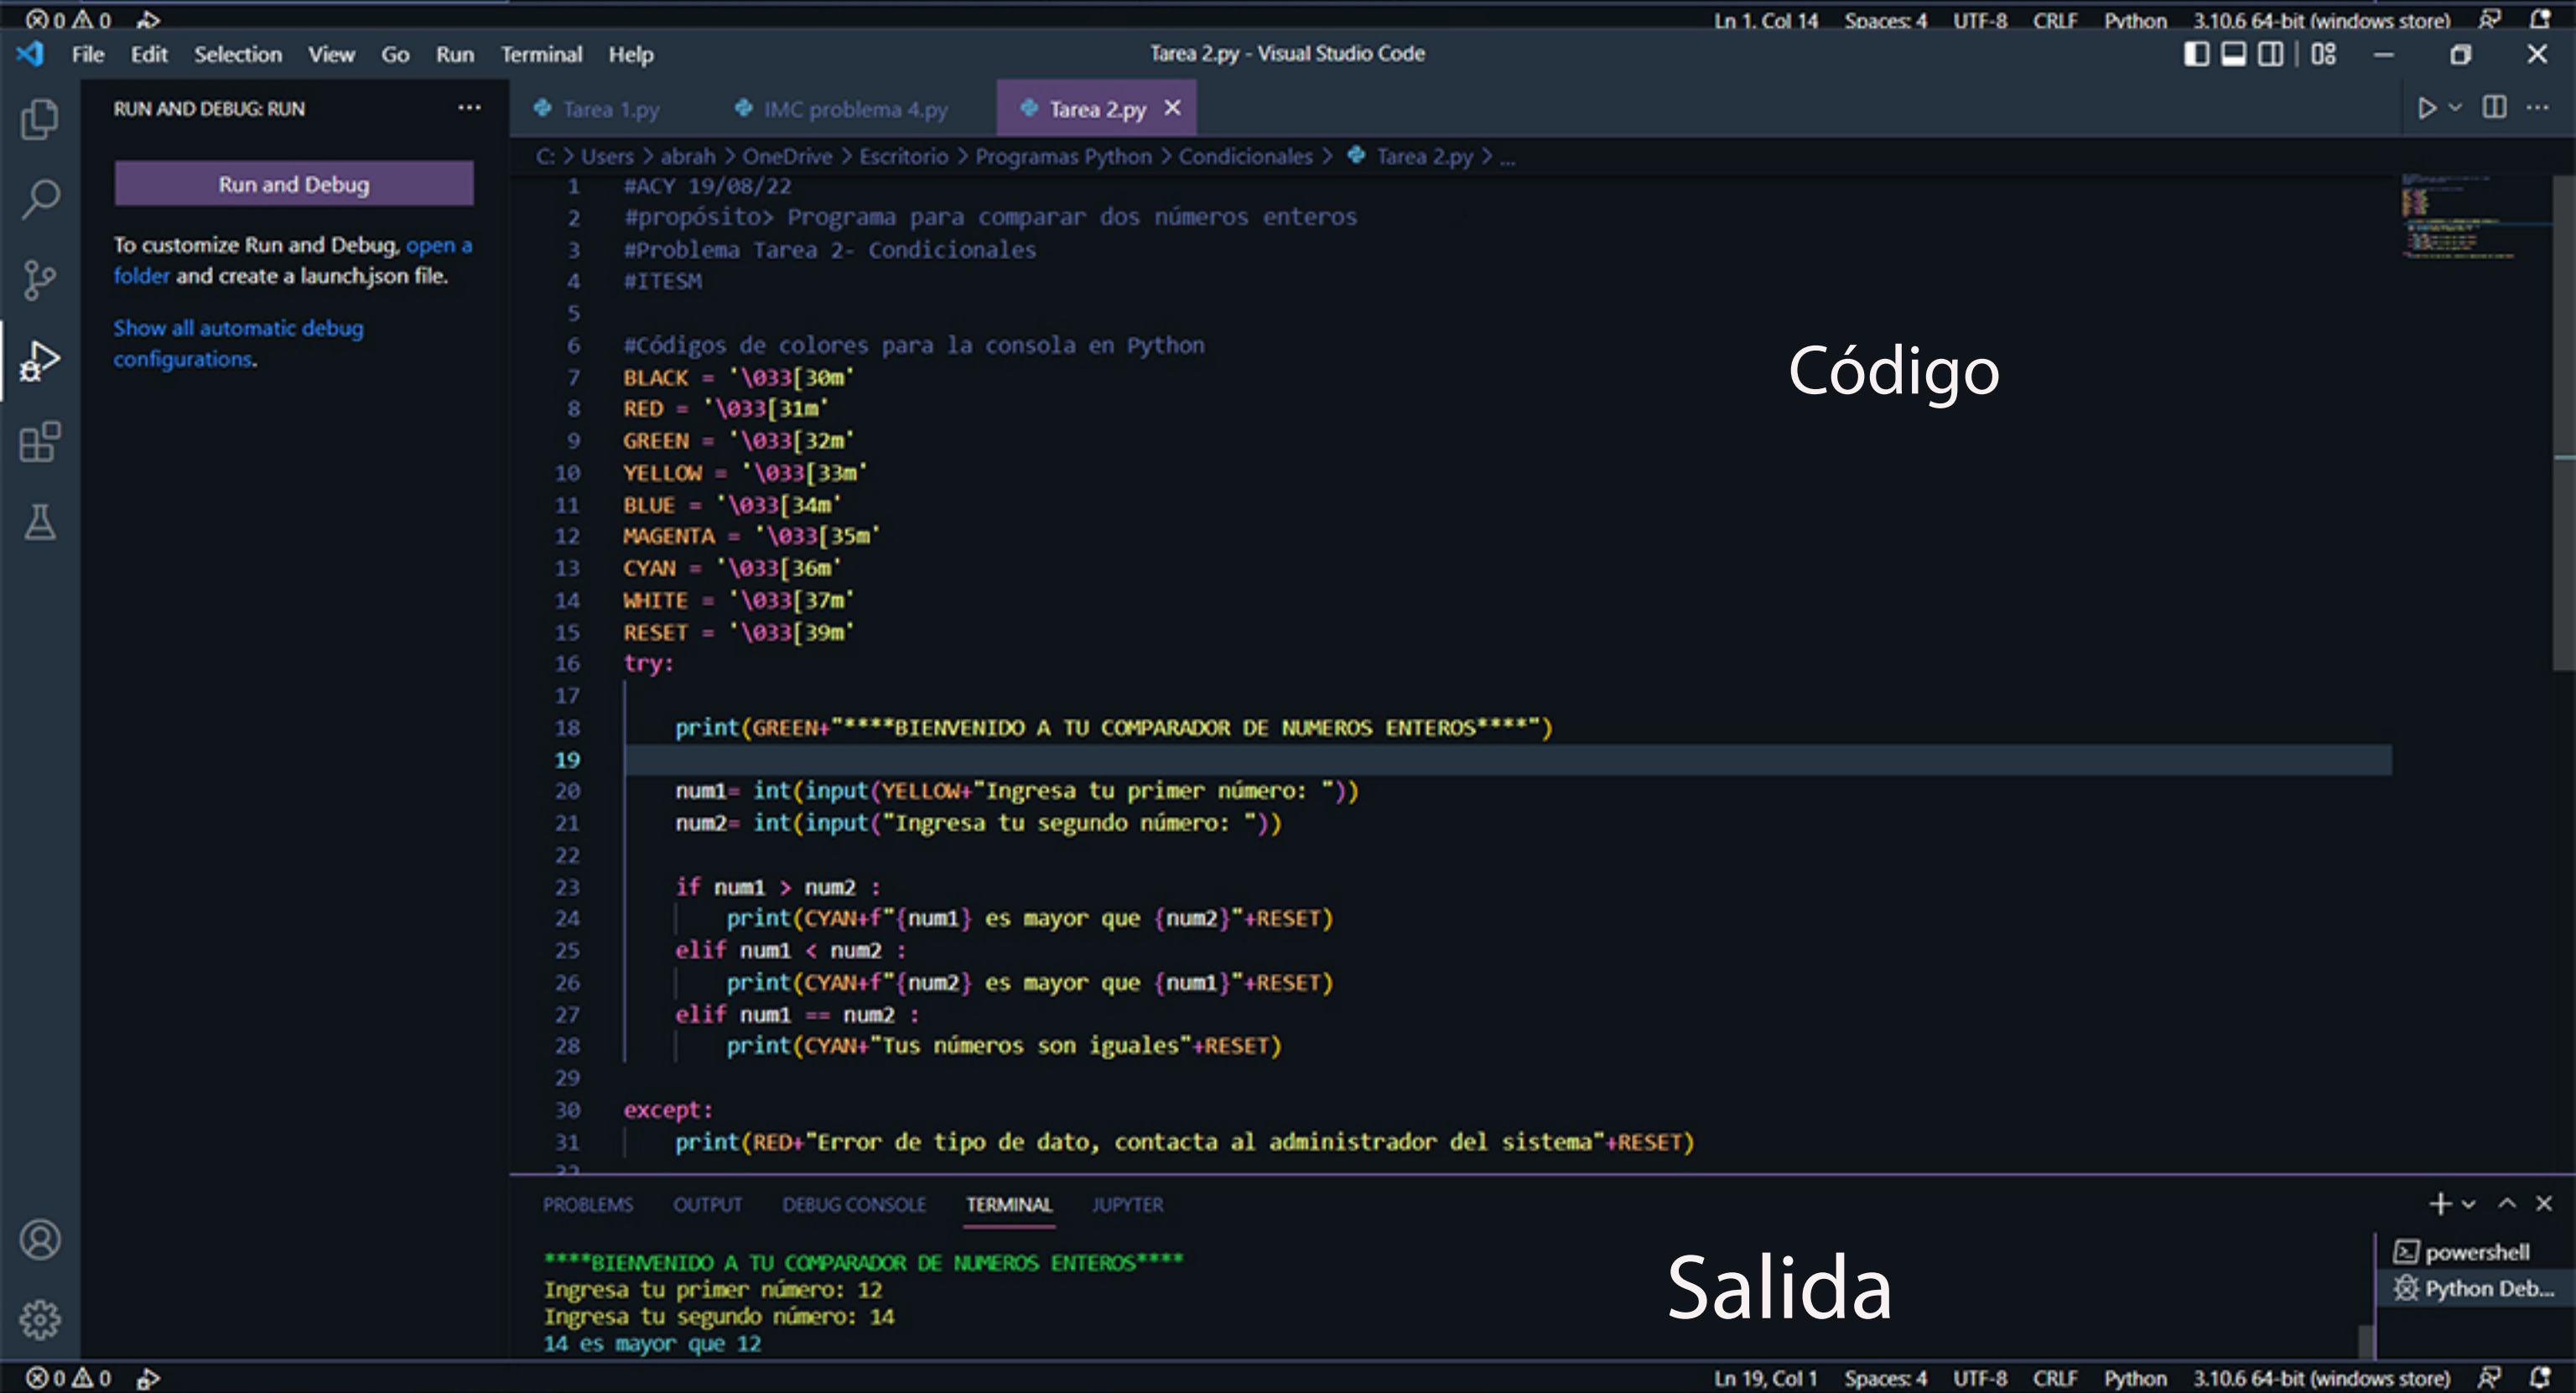 0 0 Ln 1, Col 14 Spaces: 4 UTF-8 CRLF Python 3.10.6 64-bit (windows store)
File Edit Selection View Go Run Terminal Help Tarea 2.py - Visual Studio Code
RUN AND DEBUG: RUN ...
Run and Debug
To customize Run and Debug, open a
folder and create a launch.json file.
Show all automatic debug
configurations.
Tarea 1.py IMC problema 4.py Tarea 2.py
C: > Users > abrah > OneDrive > Escritorio > Programas Python > Condicionales > Tarea 2.py > ...
1 #ACY 19/08/22
2 #propósito> Programa para comparar dos números enteros
3 #Problema Tarea 2- Condicionales
4 #ITESM
5
6 #Códigos de colores para la consola en Python
7 BLACK = '\033[30m'
8 RED = '\033[31m'
9 GREEN = '\033[32m'
10 YELLOW = '\033[33m'
11 BLUE = '\033[34m'
12 MAGENTA = '\033[35m'
13 CYAN = '\033[36m'
14 WHITE = '\033[37m'
15 RESET = '\033[39m'
16 try:
17
18 print(GREEN+"****BIENVENIDO A TU COMPARADOR DE NUMEROS ENTEROS****")
19
20 num1= int(input(YELLOW+"Ingresa tu primer número: "))
21 num2= int(input("Ingresa tu segundo número: "))
22
23 if num1 > num2 :
24 print(CYAN+f"{num1} es mayor que {num2}"+RESET)
25 elif num1 < num2 :
26 print(CYAN+f"{num2} es mayor que {num1}"+RESET)
27 elif num1 == num2 :
28 print(CYAN+"Tus números son iguales"+RESET)
29
30 except:
31 print(RED+"Error de tipo de dato, contacta al administrador del sistema"+RESET)
32
Código
PROBLEMS OUTPUT DEBUG CONSOLE TERMINAL JUPYTER
****BIENVENIDO A TU COMPARADOR DE NUMEROS ENTEROS****
Ingresa tu primer número: 12
Ingresa tu segundo número: 14
14 es mayor que 12
Salida
powershell
Python Deb...
0 0 Ln 19, Col 1 Spaces: 4 UTF-8 CRLF Python 3.10.6 64-bit (windows store)